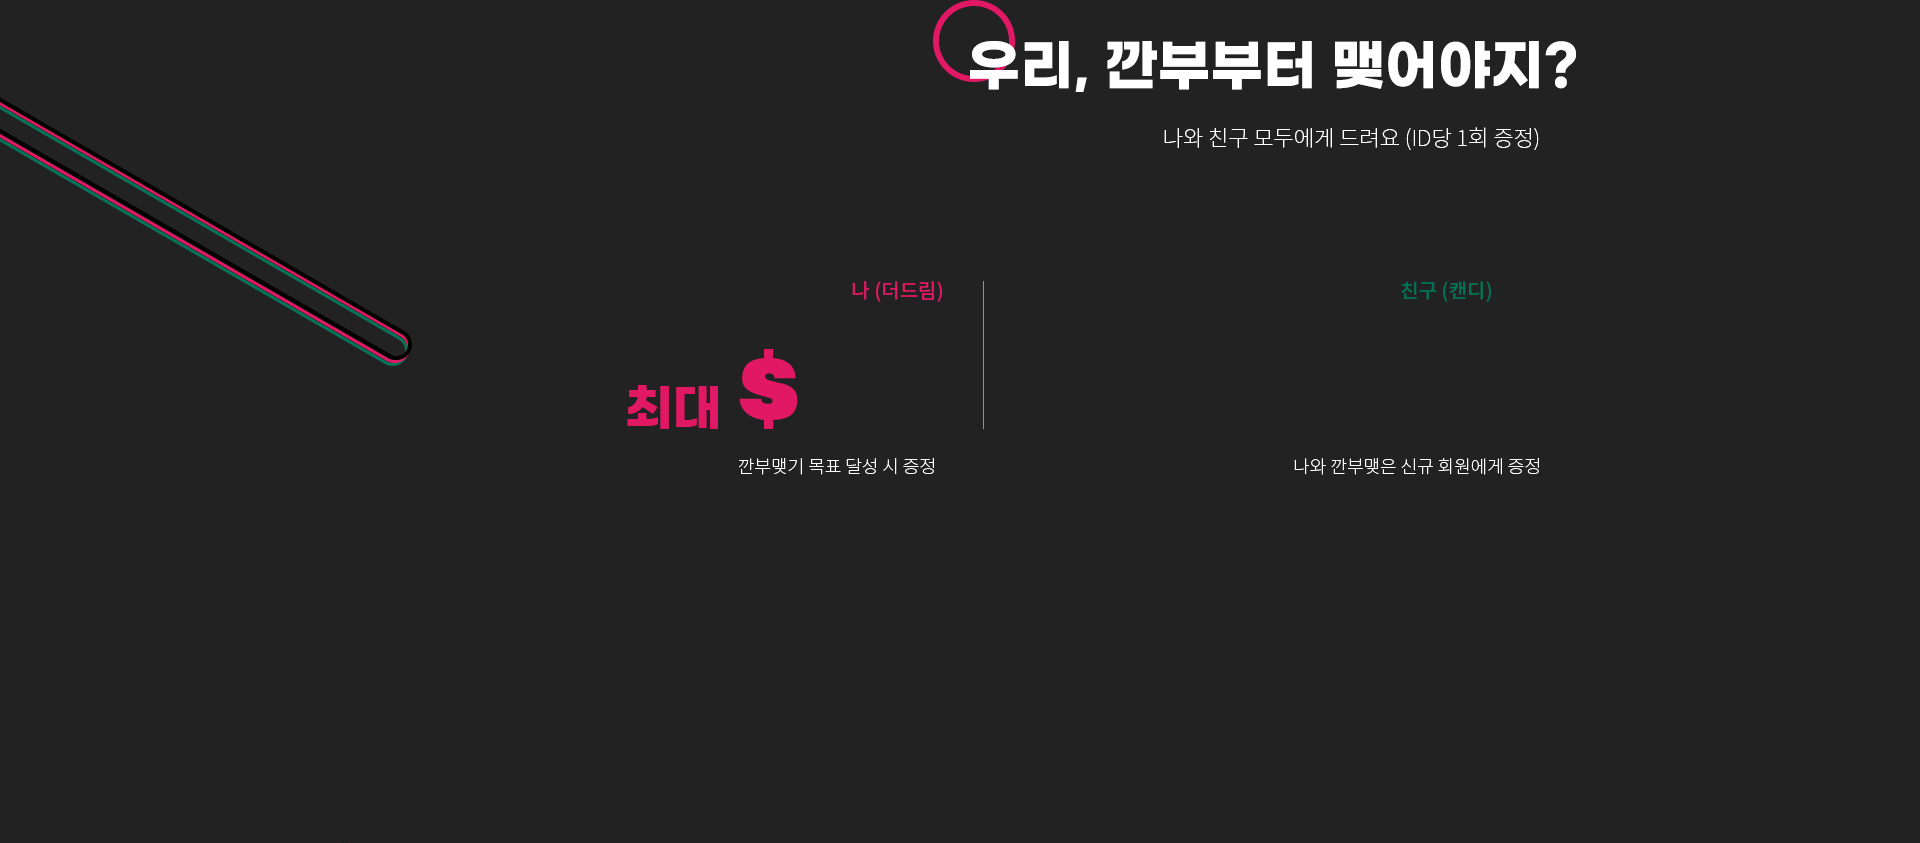 우리, 깐부부터 맺어야지?
나와 친구 모두에게 드려요 (ID당 1회 증정)
나 (더드림)
최대 $
깐부맺기 목표 달성 시 증정
친구 (캔디)
나와 깐부맺은 신규 회원에게 증정